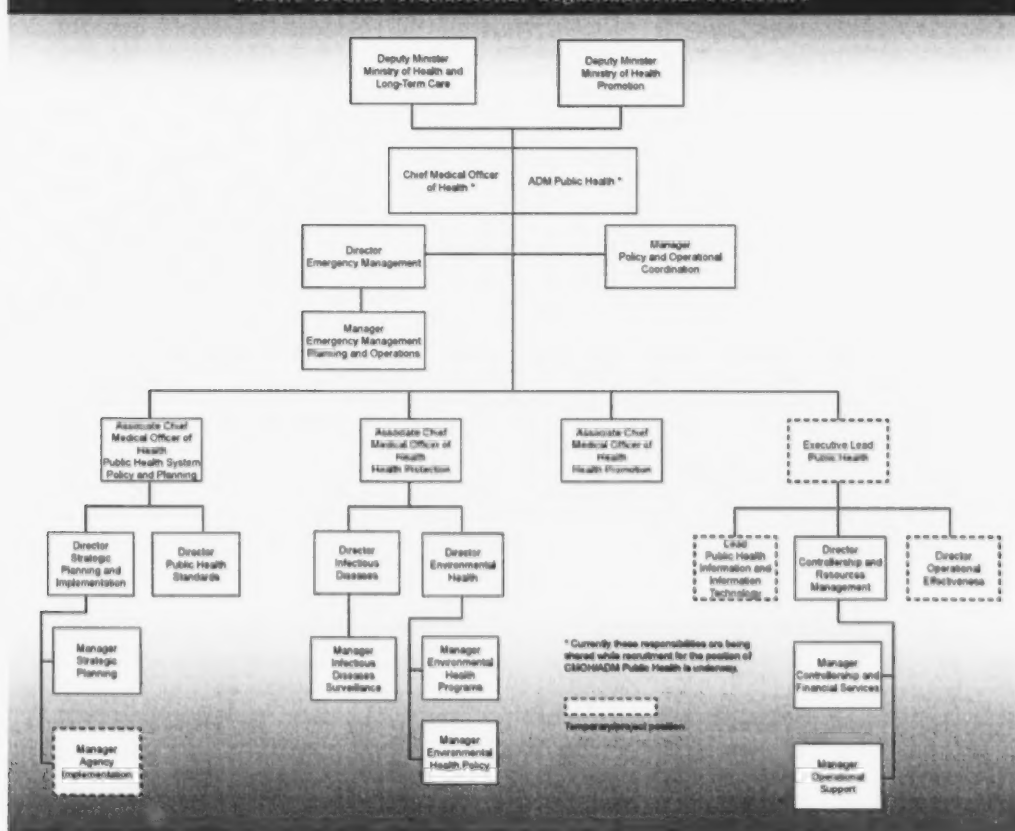 Deputy Minister
Ministry of Health and
Long-Term Care
Deputy Minister
Ministry of Health
Promotion
Chief Medical Officer
of Health *
ADM Public Health *
Director
Emergency Management
Manager
Policy and Operational
Coordination
Manager
Emergency Management
Planning and Operations
Associate Chief
Medical Officer of
Health
Public Health System
Policy and Planning
Associate Chief
Medical Officer of
Health
Health Protection
Associate Chief
Medical Officer of
Health
Health Promotion
Executive Lead
Public Health
Director
Strategic
Planning and
Implementation
Director
Public Health
Standards
Director
Infectious
Diseases
Director
Environmental
Health
Lead
Public Health
Information and
Information
Technology
Director
Controllership and
Resources
Management
Director
Operational
Effectiveness
Manager
Strategic
Planning
Manager
Infectious
Diseases
Surveillance
Manager
Environmental
Health
Programs
* Currently these responsibilities are being
shared while recruitment for the position of
CMOH/ADM Public Health is underway.
Manager
Controllership and
Financial Services
Manager
Agency
Implementation
Manager
Environmental
Health Policy
Temporary/project position
Manager
Operational
Support